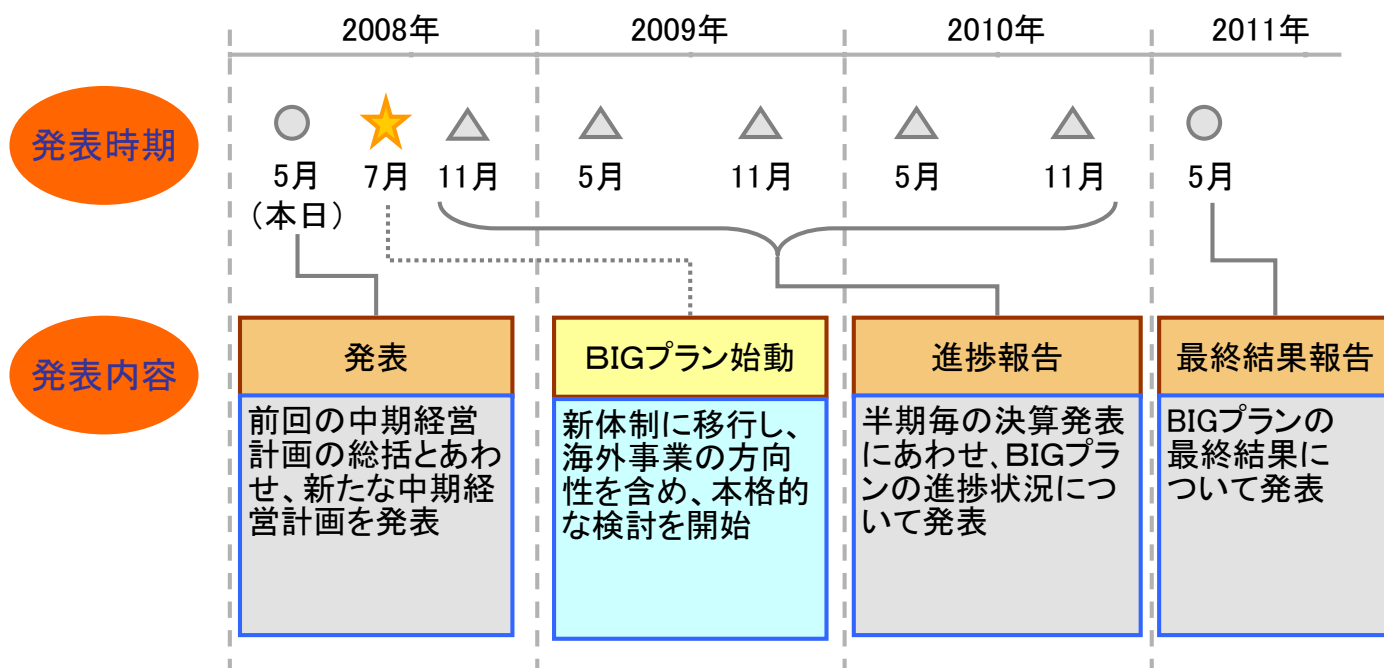 2008年
2009年
2010年
2011年
発表時期
5月
(本日)
7月
11月
5月
11月
5月
11月
5月
発表内容
発表
前回の中期経営
計画の総括とあわ
せ、新たな中期経
営計画を発表
BIGプラン始動
新体制に移行し、
海外事業の方向
性を含め、本格的
な検討を開始
進捗報告
半期毎の決算発表
にあわせ、BIGプラ
ンの進捗状況につ
いて発表
最終結果報告
BIGプランの
最終結果に
ついて発表